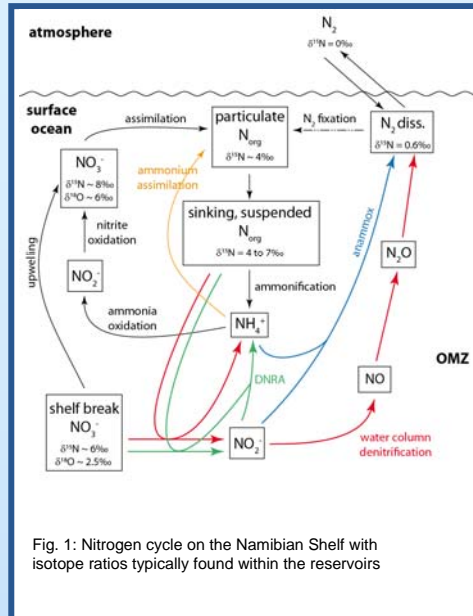 atmosphere
N₂
δ¹⁵N = 0‰
surface
ocean
assimilation
particulate
N_org
δ¹⁵N ~ 4‰
N₂ fixation
N₂ diss.
δ¹⁵N = 0.6‰
NO₃⁻
δ¹⁵N ~ 8‰
δ¹⁸O ~ 6‰
ammonium
assimilation
sinking, suspended
N_org
δ¹⁵N = 4 to 7‰
nitrite
oxidation
upwelling
NO₂⁻
anammox
N₂O
ammonification
ammonia
oxidation
NH₄⁺
OMZ
DNRA
NO
shelf break
NO₃⁻
δ¹⁵N ~ 6‰
δ¹⁸O ~ 2.5‰
NO₂⁻
water column
denitrification
Fig. 1: Nitrogen cycle on the Namibian Shelf with
isotope ratios typically found within the reservoirs